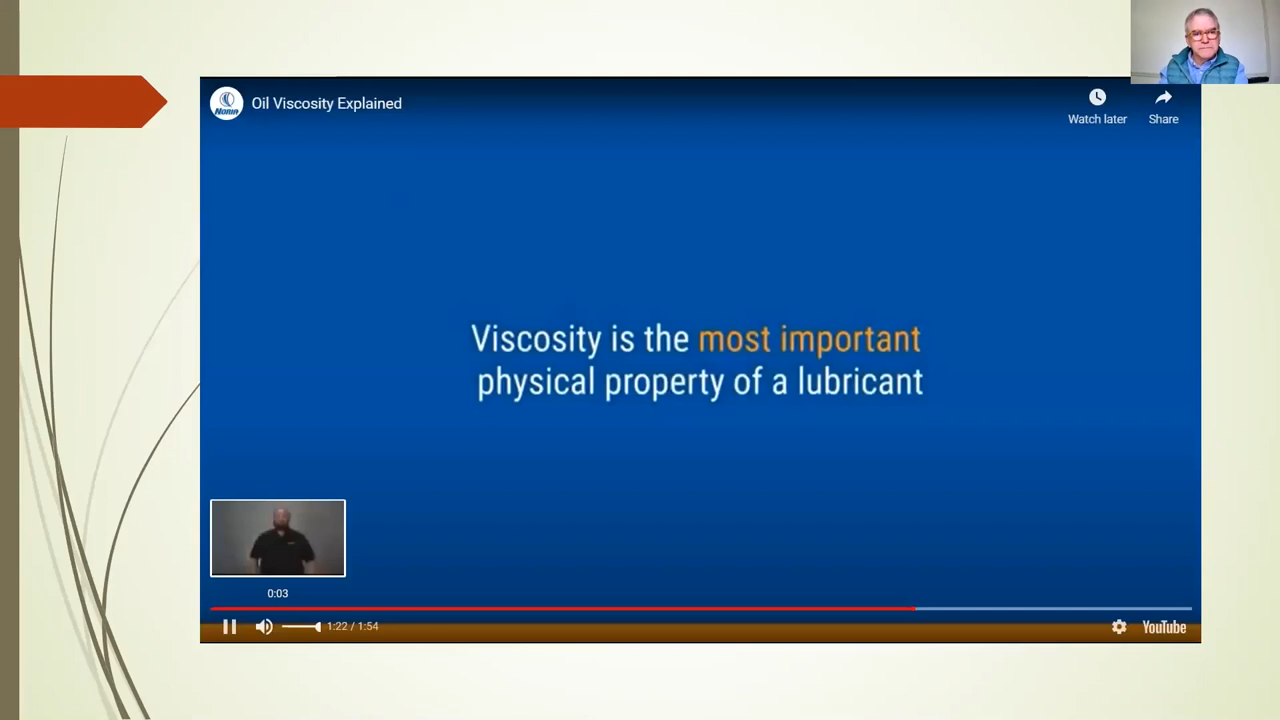 Noria
Oil Viscosity Explained
Watch later
Share
Viscosity is the most important
physical property of a lubricant
0:03
1:22 / 1:54
YouTube